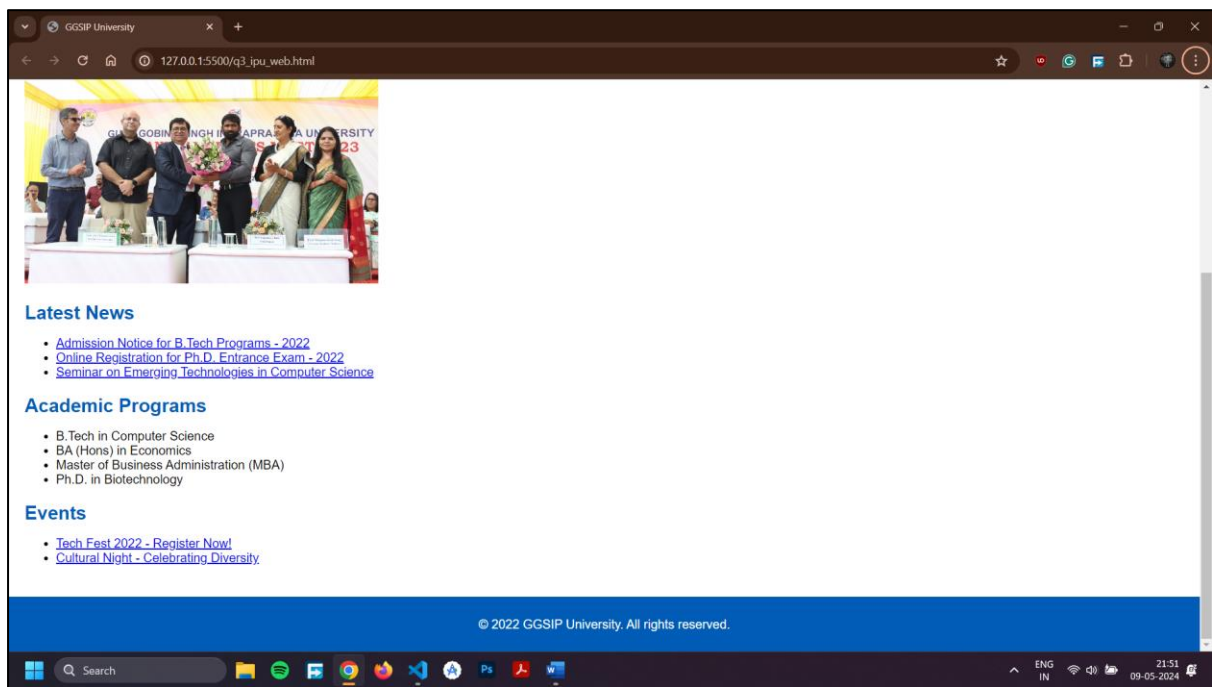 GGSIP University
127.0.0.1:5500/q3_ipu_web.html
Latest News
Admission Notice for B.Tech Programs - 2022
Online Registration for Ph.D. Entrance Exam - 2022
Seminar on Emerging Technologies in Computer Science
Academic Programs
B.Tech in Computer Science
BA (Hons) in Economics
Master of Business Administration (MBA)
Ph.D. in Biotechnology
Events
Tech Fest 2022 - Register Now!
Cultural Night - Celebrating Diversity
© 2022 GGSIP University. All rights reserved.
Search
Ps
ENG
IN
21:51
09-05-2024